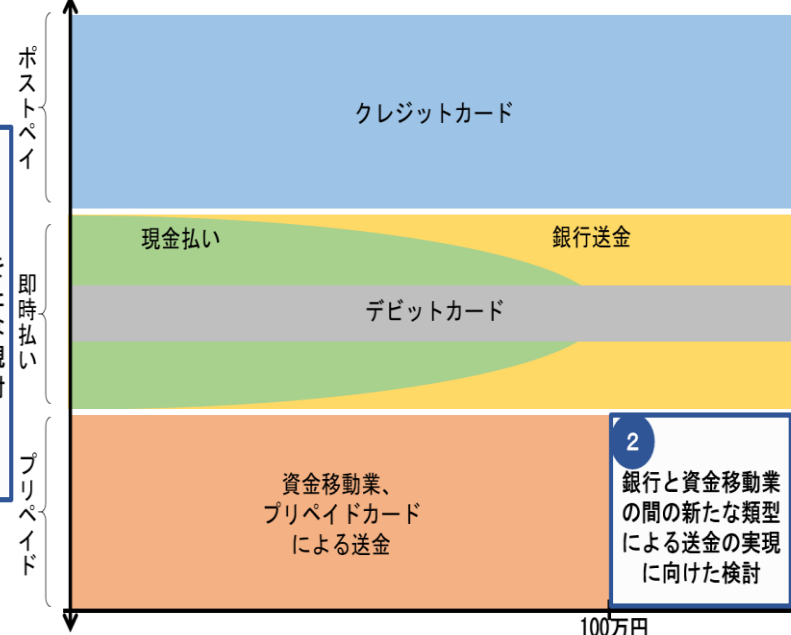 ポストペイ
クレジットカード
現金払い
銀行送金
即時払い
デビットカード
プリペイド
資金移動業、
プリペイドカード
による送金
2
銀行と資金移動業
の間の新たな類型
による送金の実現
に向けた検討
100万円